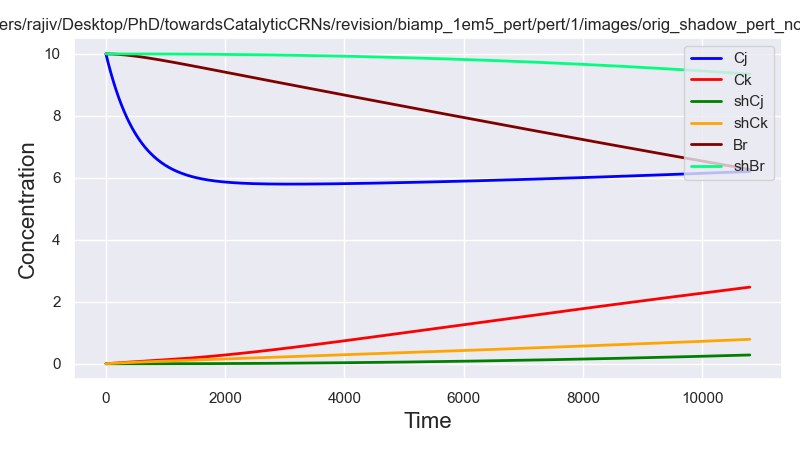 ers/rajiv/Desktop/PhD/towardsCatalyticCRNs/revision/biamp_1em5_pert/pert/1/images/orig_shadow_pert_no
10
8
6
4
2
0
Concentration
0 2000 4000 6000 8000 10000
Time
Cj
Ck
shCj
shCk
Br
shBr